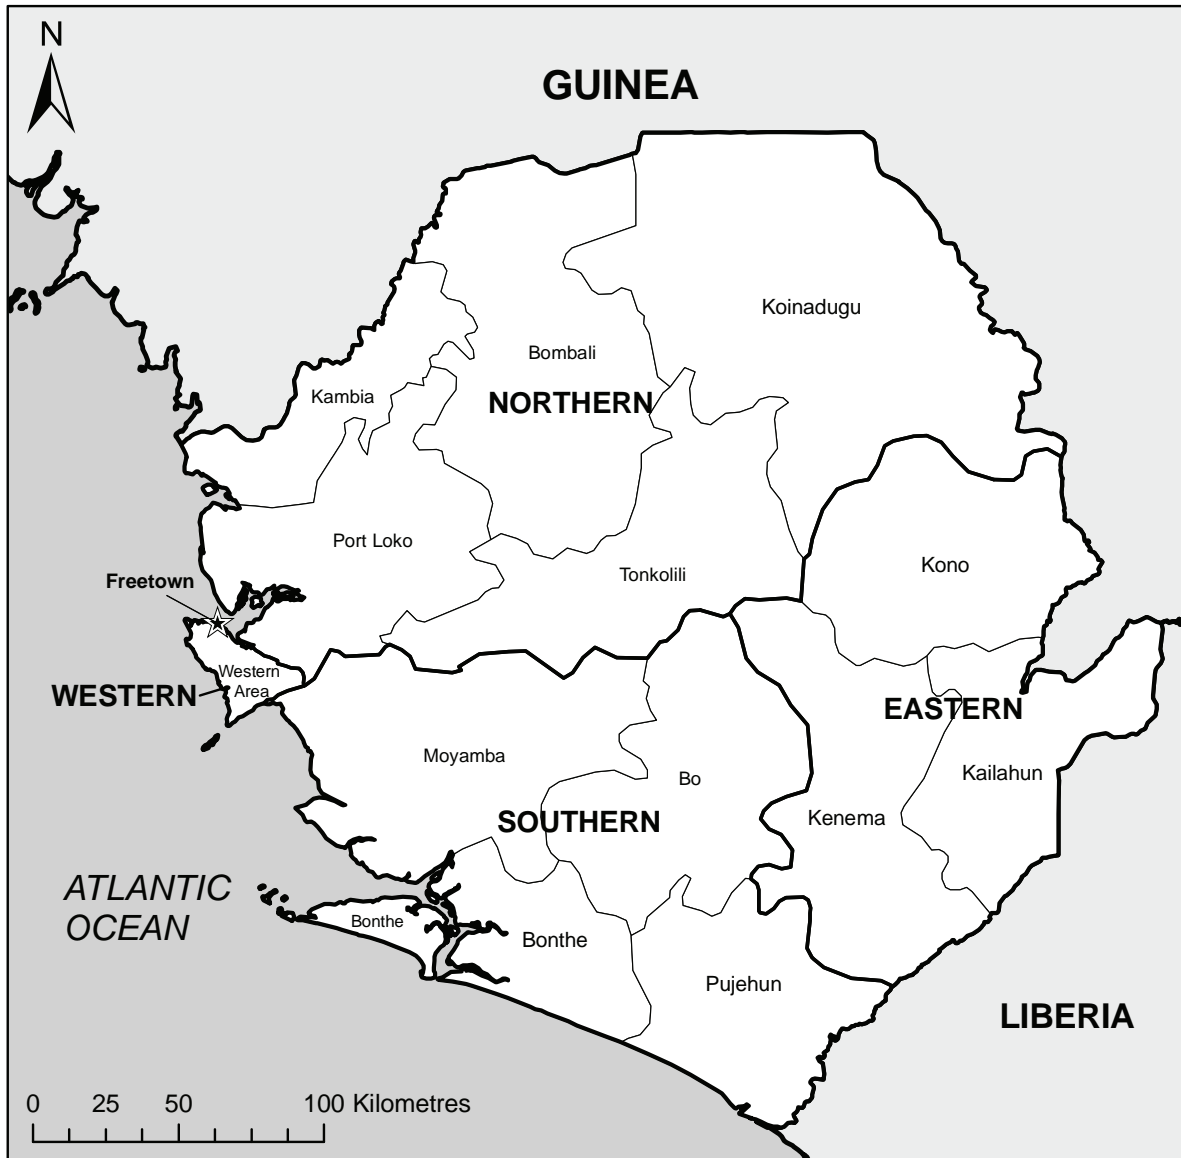 N
GUINEA
Koinadugu
Bombali
Kambia
NORTHERN
Port Loko
Kono
Tonkolili
Freetown
Western
Area
WESTERN
EASTERN
Moyamba
Kailahun
Bo
SOUTHERN
Kenema
ATLANTIC
OCEAN
Bonthe
Bonthe
Pujehun
LIBERIA
0 25 50 100 Kilometres